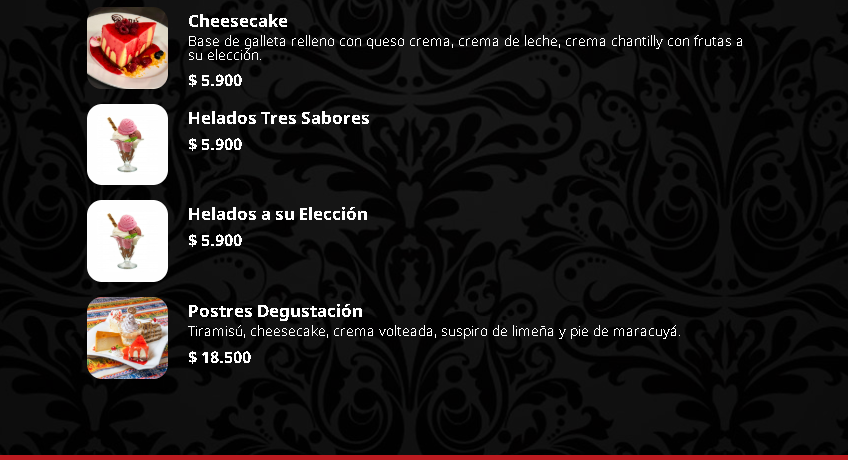 Cheesecake
Base de galleta relleno con queso crema, crema de leche, crema chantilly con frutas a
su elección.
$ 5.900
Helados Tres Sabores
$ 5.900
Helados a su Elección
$ 5.900
Postres Degustación
Tiramisú, cheesecake, crema volteada, suspiro de limeña y pie de maracuyá.
$ 18.500